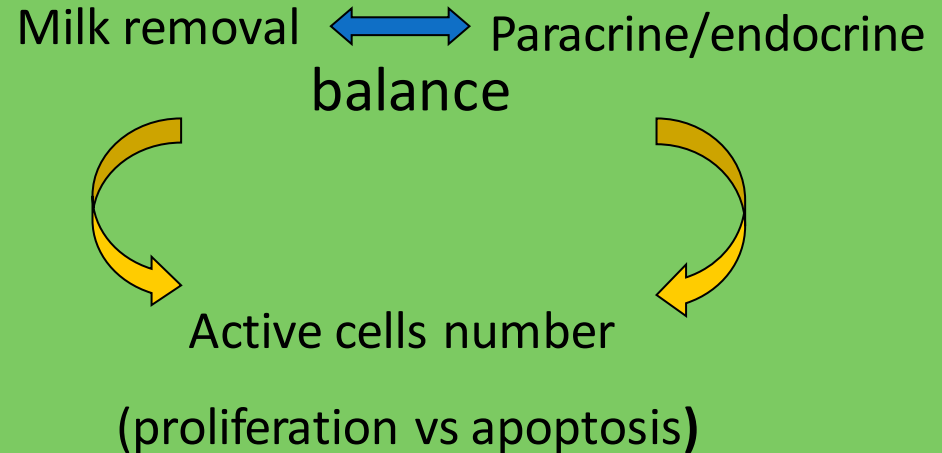 Milk removal
Paracrine/endocrine
balance
Active cells number
(proliferation vs apoptosis)